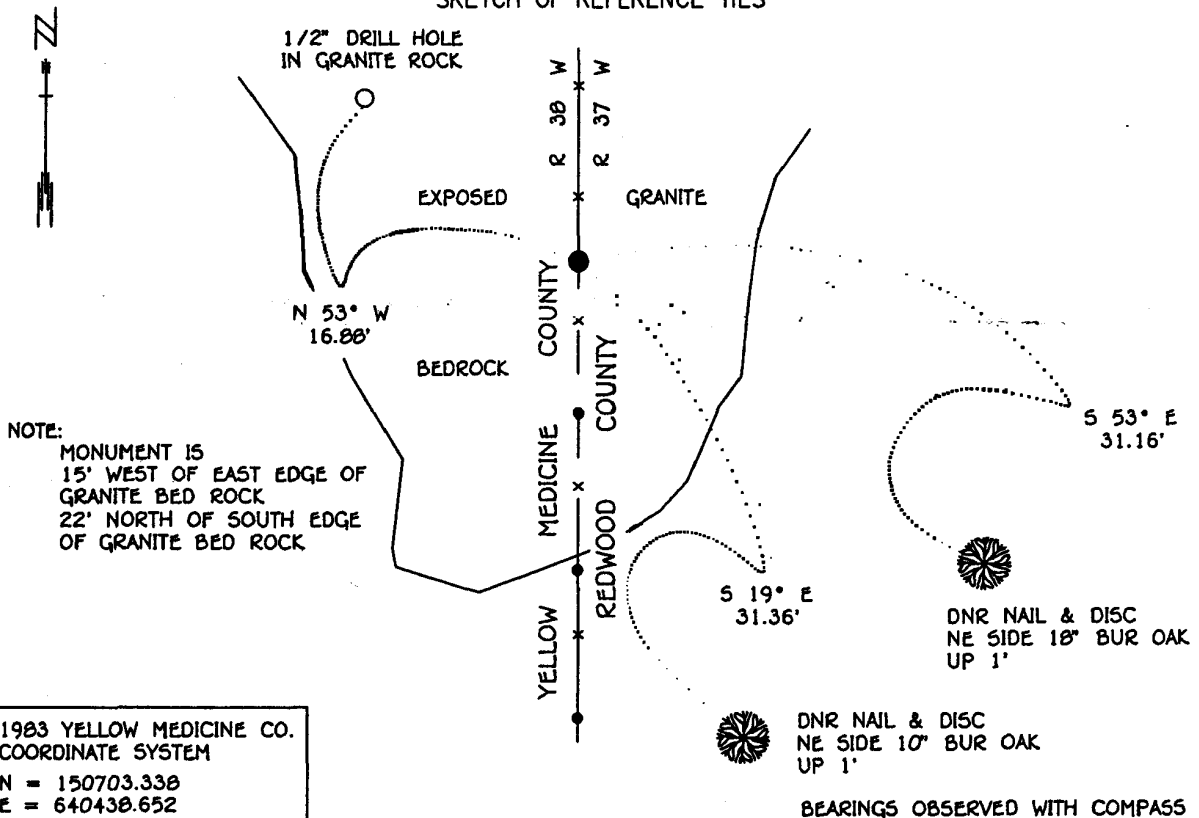 SKETCH OF REFERENCE TIES
N
1/2" DRILL HOLE
IN GRANITE ROCK
R 38 W
R 37 W
EXPOSED
GRANITE
N 53° W
16.88'
BEDROCK
YELLOW MEDICINE COUNTY
REDWOOD COUNTY
S 53° E
31.16'
NOTE:
MONUMENT IS
15' WEST OF EAST EDGE OF
GRANITE BED ROCK
22' NORTH OF SOUTH EDGE
OF GRANITE BED ROCK
S 19° E
31.36'
DNR NAIL & DISC
NE SIDE 18" BUR OAK
UP 1'
1983 YELLOW MEDICINE CO.
COORDINATE SYSTEM
N = 150703.338
E = 640438.652
DNR NAIL & DISC
NE SIDE 10" BUR OAK
UP 1'
BEARINGS OBSERVED WITH COMPASS